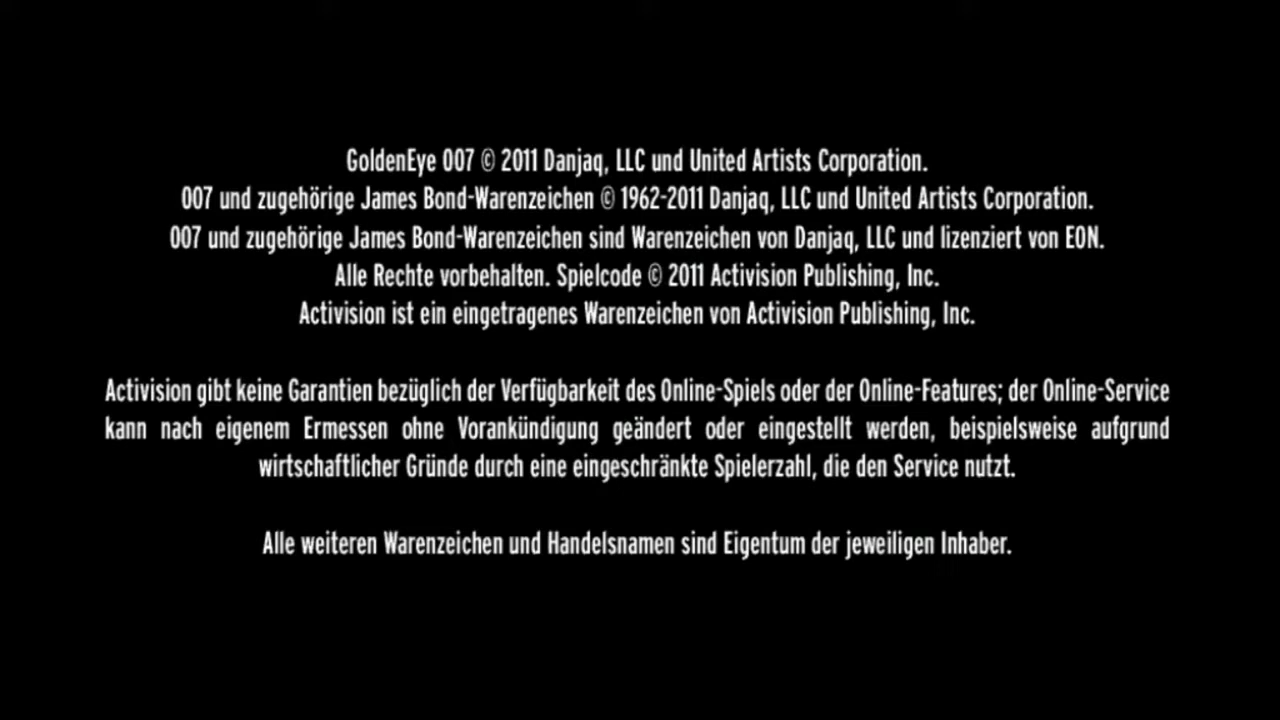 GoldenEye 007 © 2011 Danjaq, LLC und United Artists Corporation.
007 und zugehörige James Bond-Warenzeichen © 1962-2011 Danjaq, LLC und United Artists Corporation.
007 und zugehörige James Bond-Warenzeichen sind Warenzeichen von Danjaq, LLC und lizenziert von EON.
Alle Rechte vorbehalten. Spielcode © 2011 Activision Publishing, Inc.
Activision ist ein eingetragenes Warenzeichen von Activision Publishing, Inc.
Activision gibt keine Garantien bezüglich der Verfügbarkeit des Online-Spiels oder der Online-Features; der Online-Service
kann nach eigenem Ermessen ohne Vorankündigung geändert oder eingestellt werden, beispielsweise aufgrund
wirtschaftlicher Gründe durch eine eingeschränkte Spielerzahl, die den Service nutzt.
Alle weiteren Warenzeichen und Handelsnamen sind Eigentum der jeweiligen Inhaber.